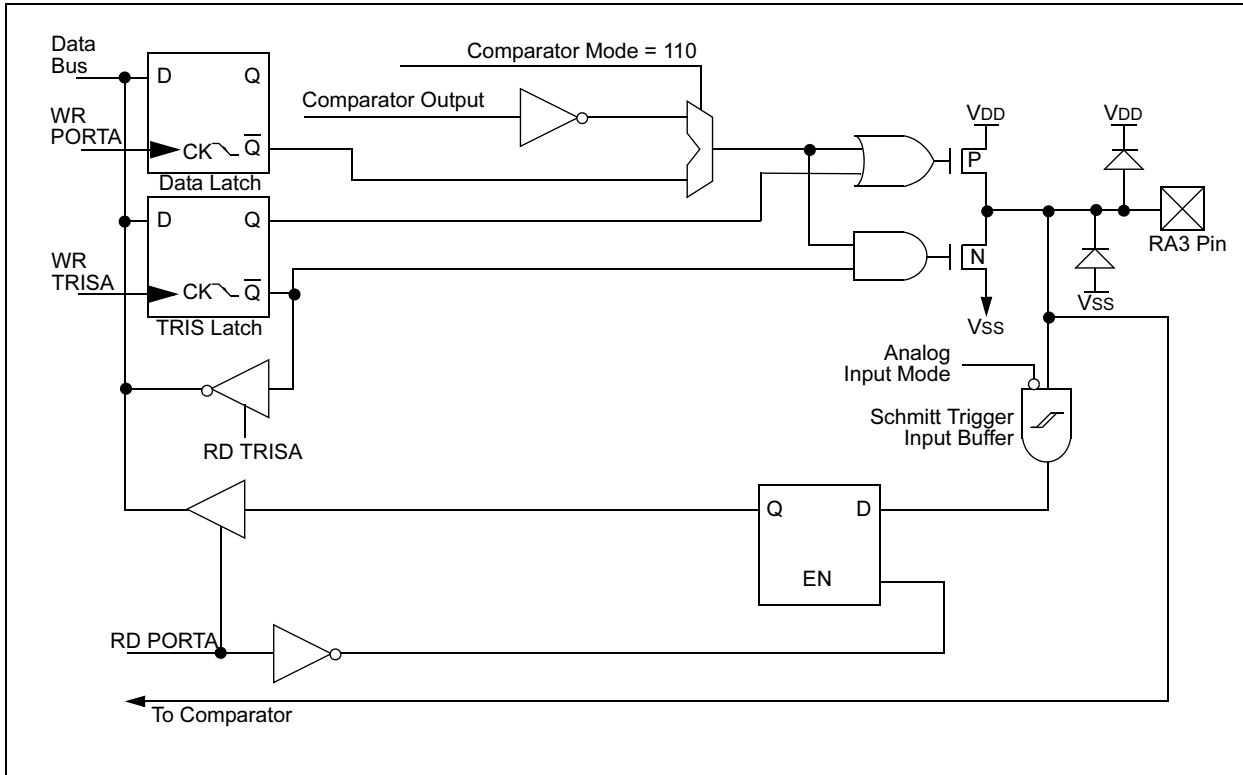 Data
Bus
D Q
WR
PORTA
CK Q̅
Data Latch
Comparator Mode = 110
Comparator Output
VDD
P
VDD
RA3 Pin
D Q
WR
TRISA
CK Q̅
TRIS Latch
N
VSS
VSS
Analog
Input Mode
Schmitt Trigger
Input Buffer
RD TRISA
Q D
EN
RD PORTA
To Comparator